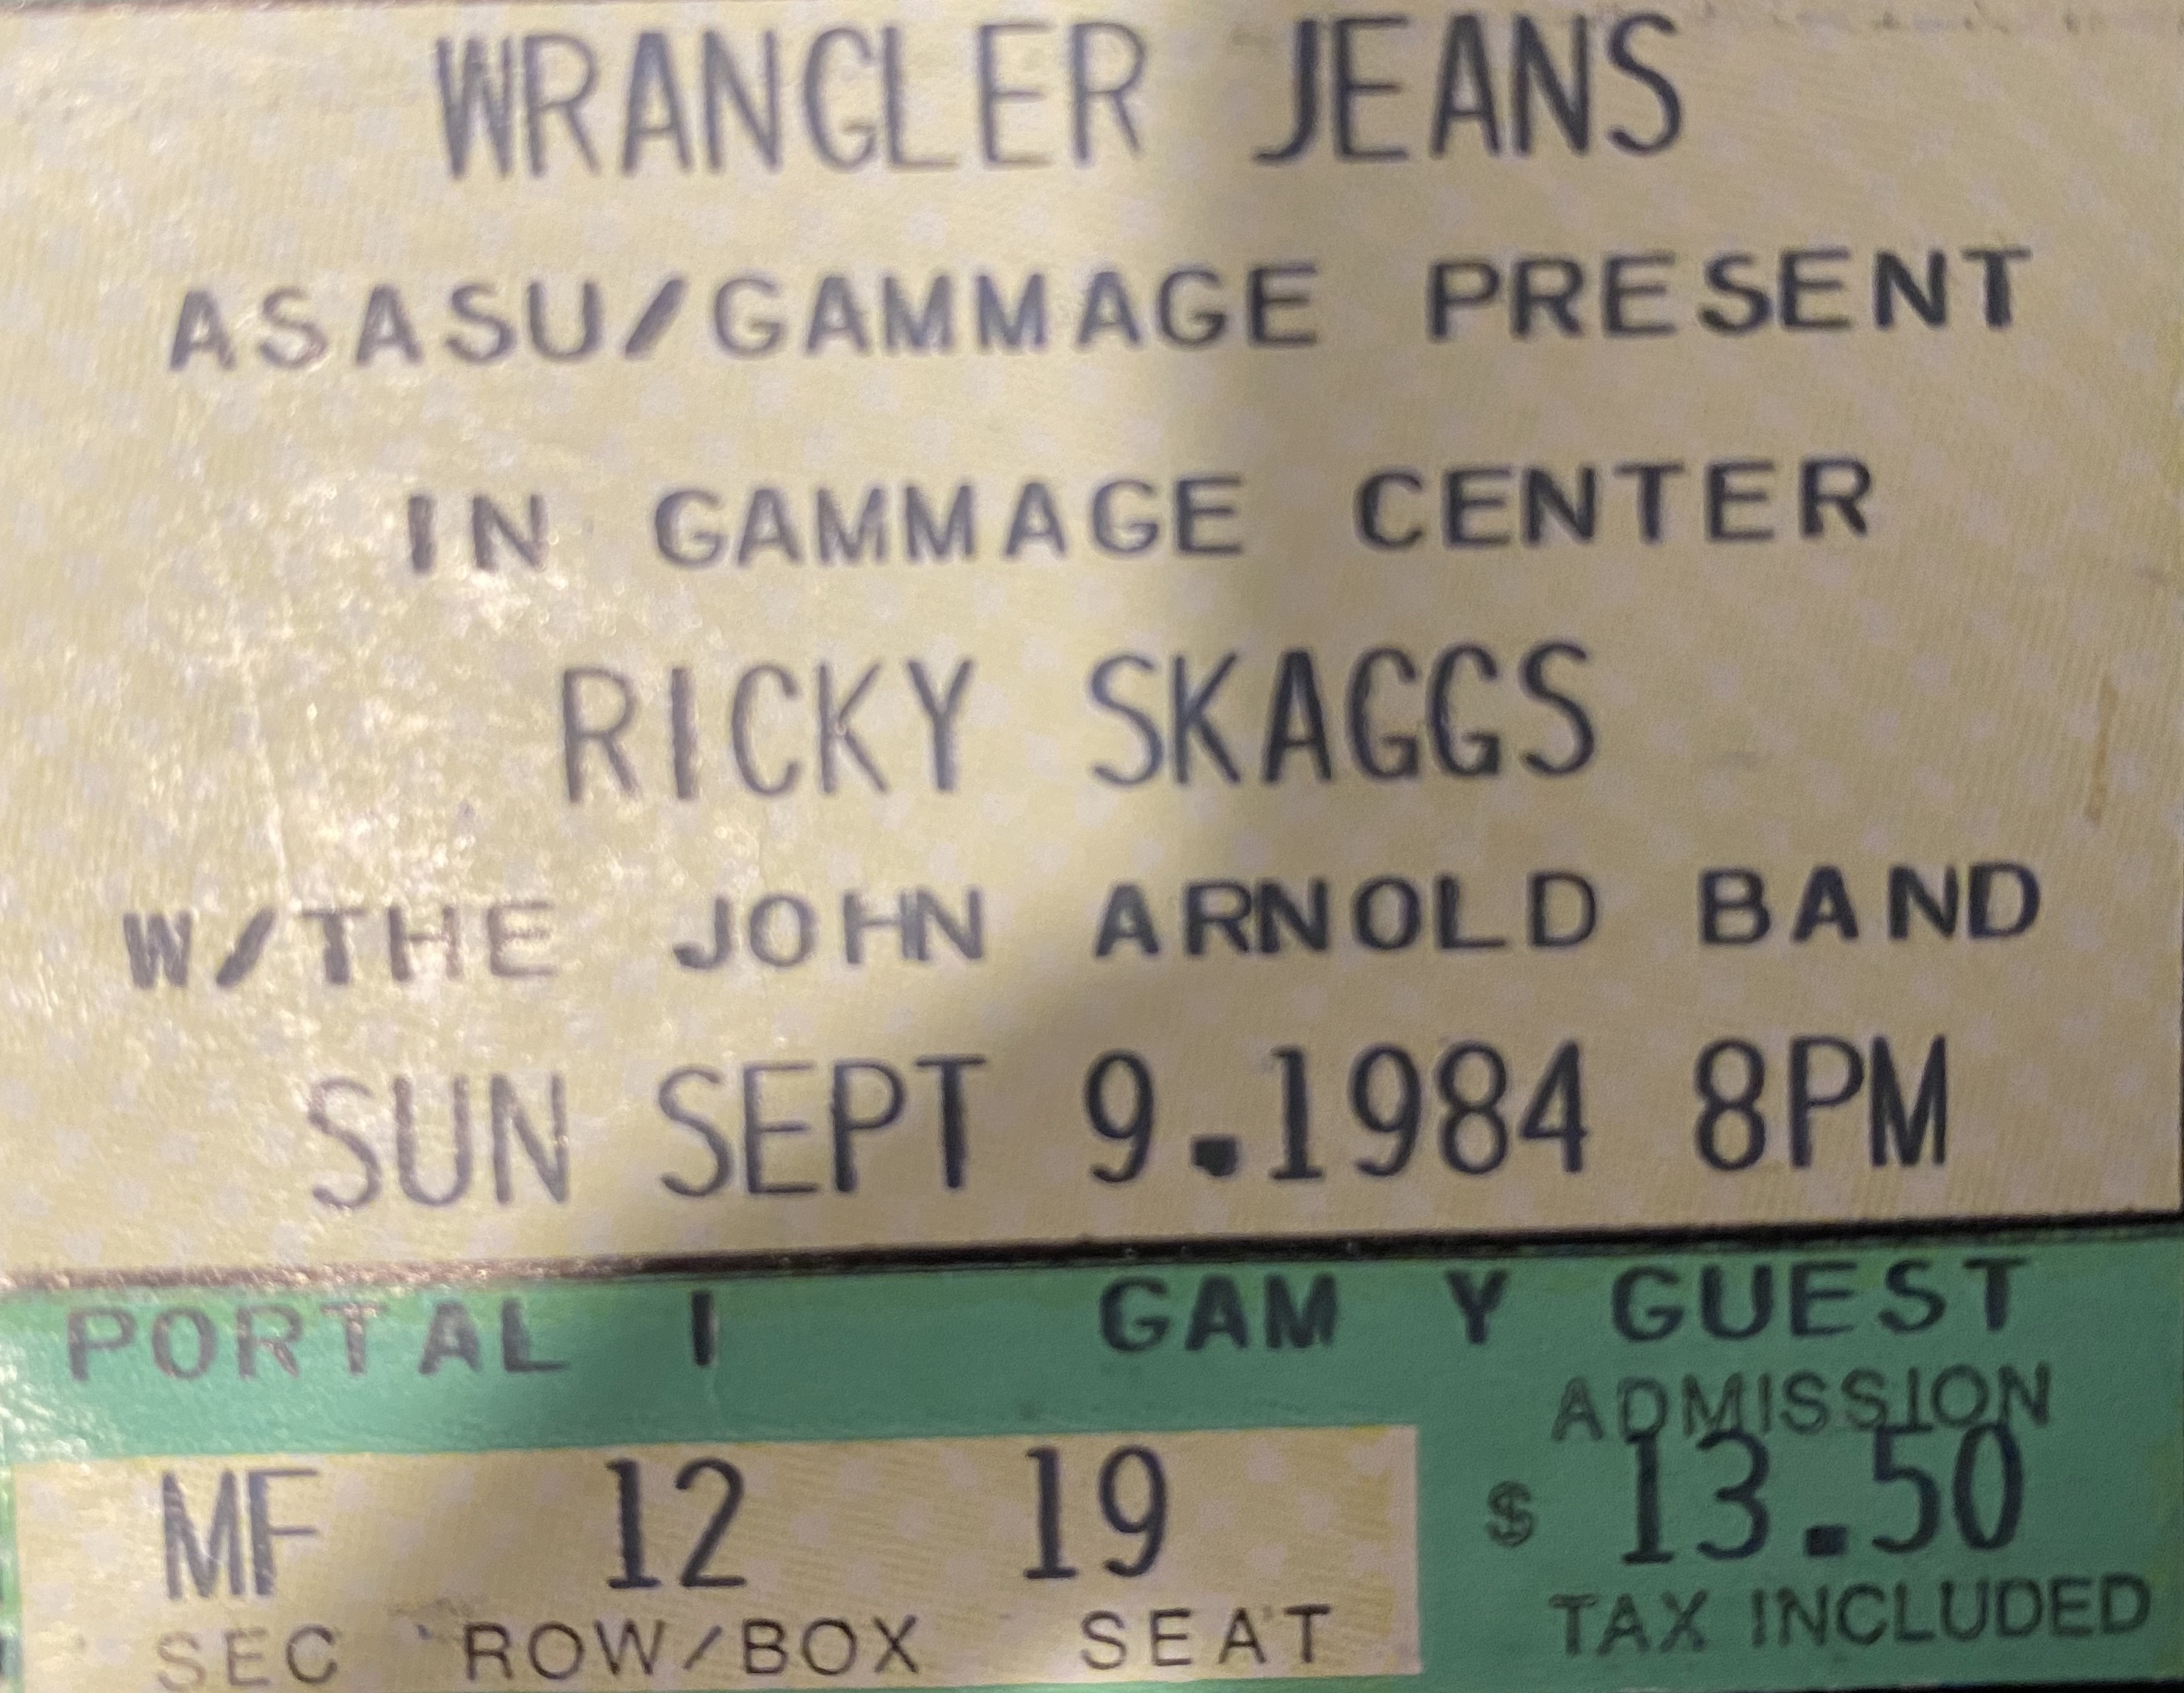 WRANGLER JEANS
ASASU/GAMMAGE PRESENT
IN GAMMAGE CENTER
RICKY SKAGGS
W/THE JOHN ARNOLD BAND
SUN SEPT 9.1984 8PM
PORTAL I GAM Y GUEST
ADMISSION
MF 12 19 $ 13.50
SEC ROW/BOX SEAT TAX INCLUDED